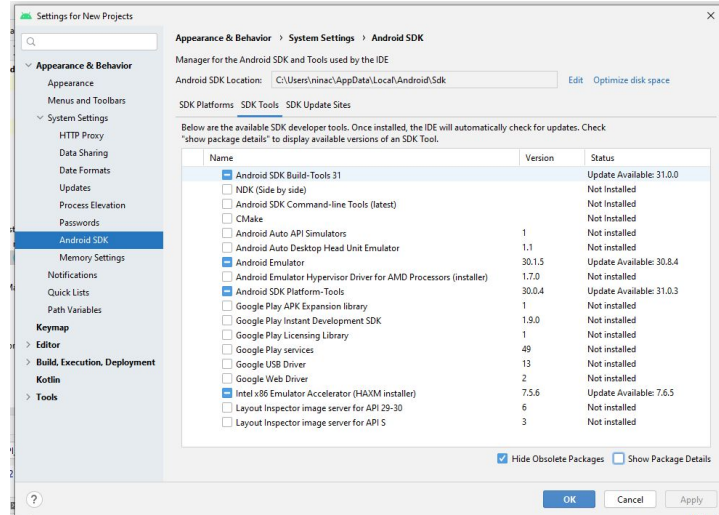 Settings for New Projects
Appearance & Behavior
Appearance
Menus and Toolbars
System Settings
HTTP Proxy
Data Sharing
Date Formats
Updates
Process Elevation
Passwords
Android SDK
Memory Settings
Notifications
Quick Lists
Path Variables
Keymap
Editor
Build, Execution, Deployment
Kotlin
Tools
Appearance & Behavior > System Settings > Android SDK
Manager for the Android SDK and Tools used by the IDE
Android SDK Location: C:\Users\ninac\AppData\Local\Android\Sdk Edit Optimize disk space
SDK Platforms SDK Tools SDK Update Sites
Below are the available SDK developer tools. Once installed, the IDE will automatically check for updates. Check
"show package details" to display available versions of an SDK Tool.
Name Version Status
Android SDK Build-Tools 31 Update Available: 31.0.0
NDK (Side by side) Not Installed
Android SDK Command-line Tools (latest) Not Installed
CMake Not Installed
Android Auto API Simulators 1 Not installed
Android Auto Desktop Head Unit Emulator 1.1 Not installed
Android Emulator 30.1.5 Update Available: 30.8.4
Android Emulator Hypervisor Driver for AMD Processors (installer) 1.7.0 Not installed
Android SDK Platform-Tools 30.0.4 Update Available: 31.0.3
Google Play APK Expansion library 1 Not installed
Google Play Instant Development SDK 1.9.0 Not installed
Google Play Licensing Library 1 Not installed
Google Play services 49 Not installed
Google USB Driver 13 Not installed
Google Web Driver 2 Not installed
Intel x86 Emulator Accelerator (HAXM installer) 7.5.6 Update Available: 7.6.5
Layout Inspector image server for API 29-30 6 Not installed
Layout Inspector image server for API S 3 Not installed
Hide Obsolete Packages Show Package Details
? OK Cancel Apply